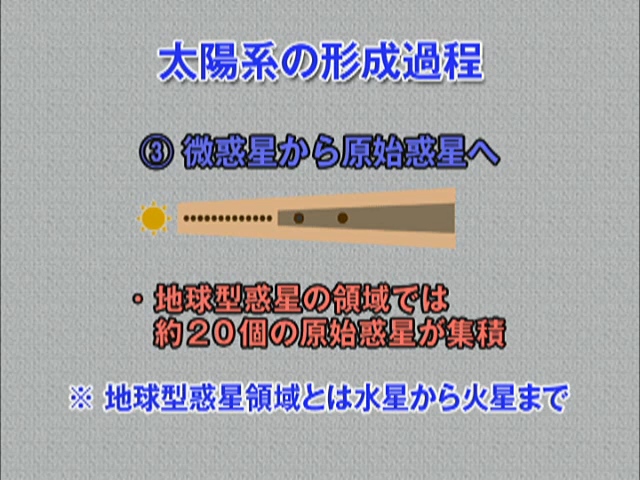 太陽系の形成過程
③ 微惑星から原始惑星へ
・地球型惑星の領域では
約２０個の原始惑星が集積
※ 地球型惑星領域とは水星から火星まで